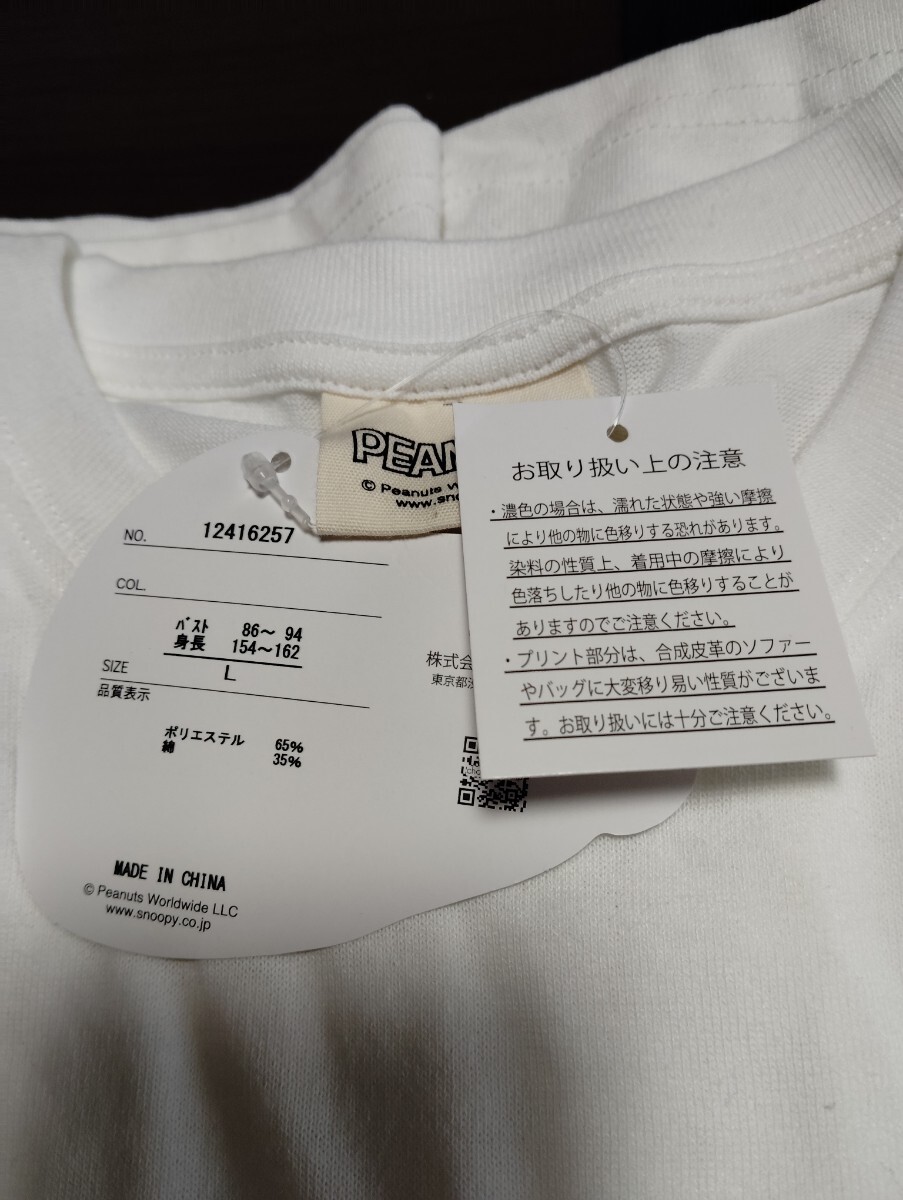 PEAN
© Peanuts W
www.sno
NO. 12416257
COL.
バスト 86～ 94
身長 154～162
SIZE L
品質表示
ポリエステル 65%
綿 35%
MADE IN CHINA
© Peanuts Worldwide LLC
www.snoopy.co.jp
株式会
東京都
お取り扱い上の注意
・濃色の場合は、濡れた状態や強い摩擦
により他の物に色移りする恐れがあります。
染料の性質上、着用中の摩擦により
色落ちしたり他の物に色移りすることが
ありますのでご注意ください。
・プリント部分は、合成皮革のソファー
やバッグに大変移り易い性質がございま
す。お取り扱いには十分ご注意ください。